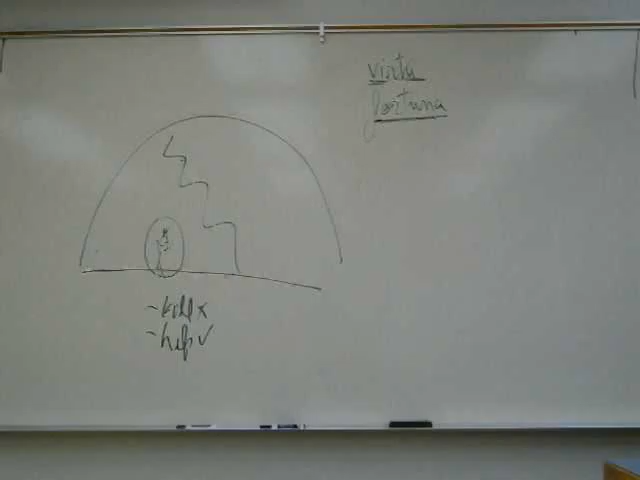 virtu
fortuna
- kill x
- help ✓